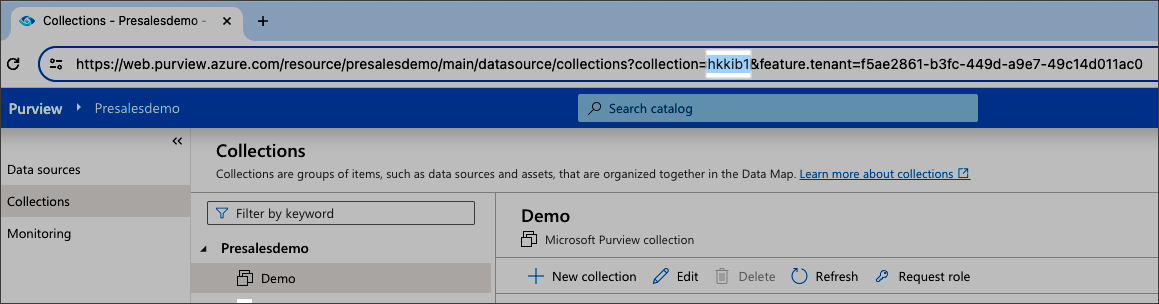 Collections - Presalesdemo -
https://web.purview.azure.com/resource/presalesdemo/main/datasource/collections?collection=hkkib1&feature.tenant=f5ae2861-b3fc-449d-a9e7-49c14d011ac0
Purview Presalesdemo Search catalog
Collections
Collections are groups of items, such as data sources and assets, that are organized together in the Data Map. Learn more about collections
Data sources
Collections
Monitoring
Filter by keyword
Presalesdemo
Demo
Demo
Microsoft Purview collection
New collection Edit Delete Refresh Request role